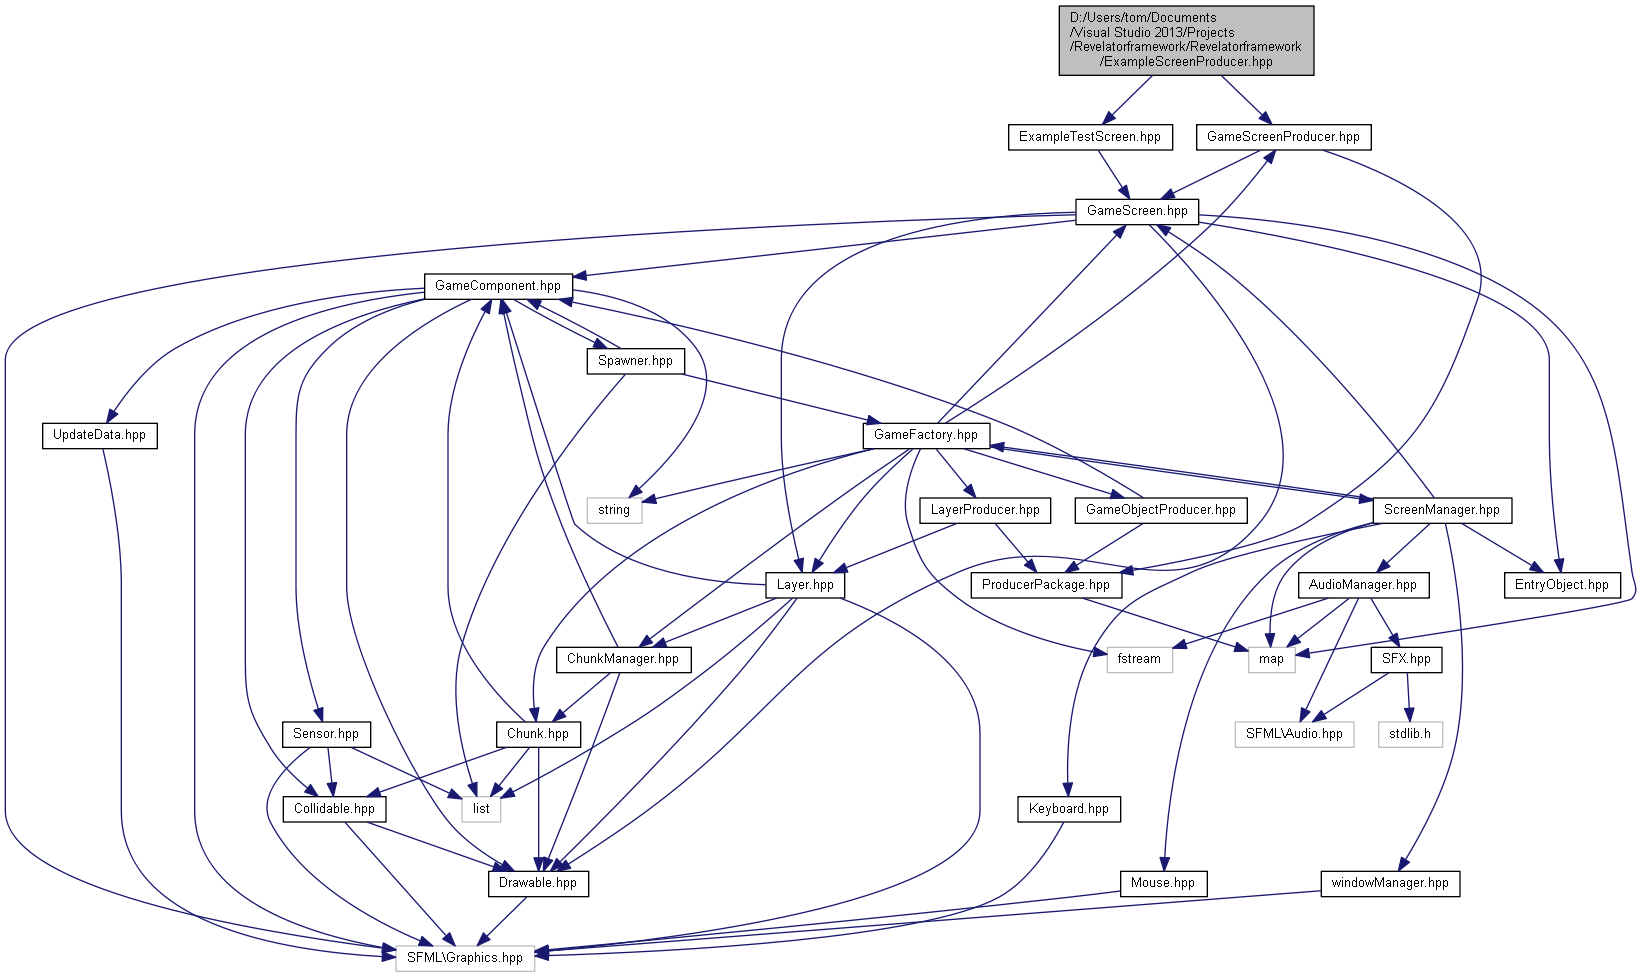 D:/Users/tom/Documents
/Visual Studio 2013/Projects
/Revelatorframework/Revelatorframework
/ExampleScreenProducer.hpp
ExampleTestScreen.hpp
GameScreenProducer.hpp
GameScreen.hpp
GameComponent.hpp
Spawner.hpp
UpdateData.hpp
GameFactory.hpp
string
LayerProducer.hpp
GameObjectProducer.hpp
ScreenManager.hpp
Layer.hpp
ProducerPackage.hpp
AudioManager.hpp
EntryObject.hpp
ChunkManager.hpp
fstream
map
SFX.hpp
Sensor.hpp
Chunk.hpp
SFML\Audio.hpp
stdlib.h
Collidable.hpp
list
Keyboard.hpp
Drawable.hpp
Mouse.hpp
windowManager.hpp
SFML\Graphics.hpp